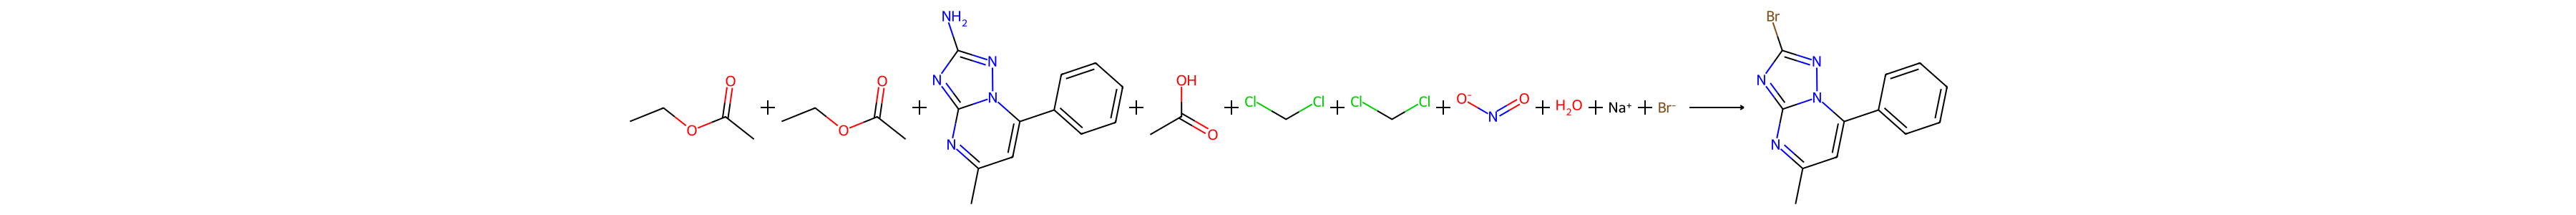 O O + O O + NH₂ N N N N + OH O + Cl Cl + Cl Cl + O⁻ N O + H₂O + Na⁺ + Br⁻ → Br N N N N